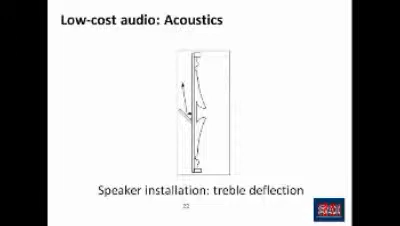 Low-cost audio: Acoustics
Speaker installation: treble deflection
22